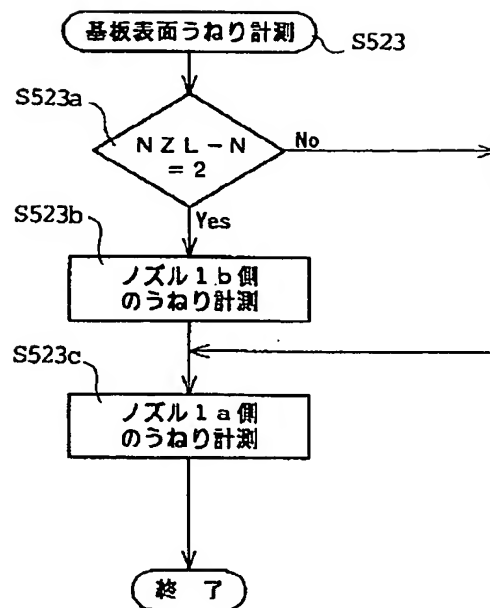 基板表面うねり計測
S523
S523a
NZL-N
=2
No
Yes
S523b
ノズル1b側
のうねり計測
S523c
ノズル1a側
のうねり計測
終 了